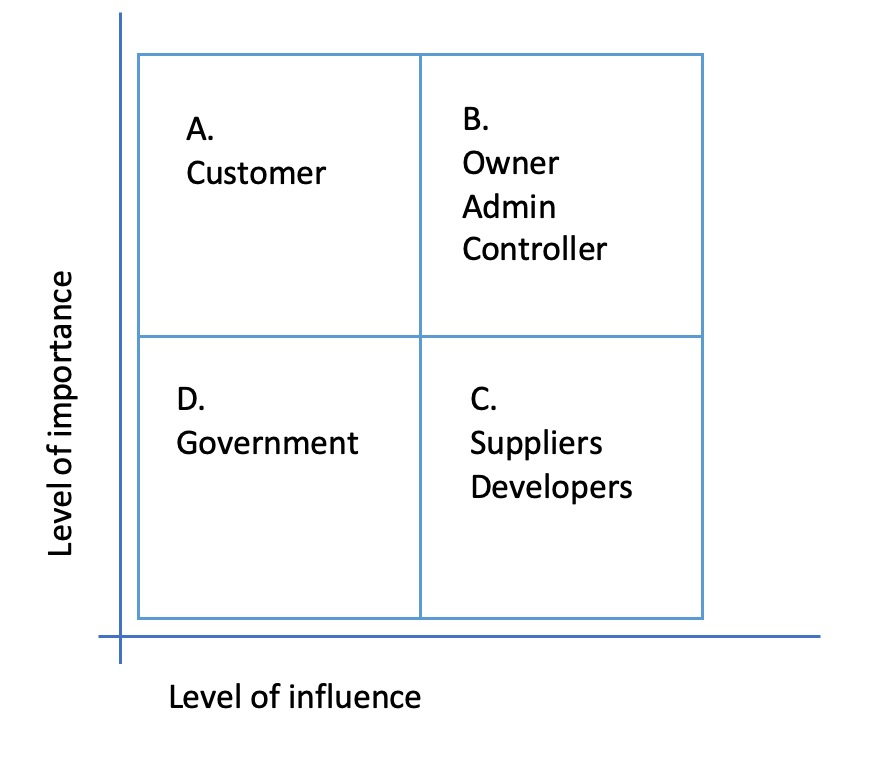 A.
Customer
B.
Owner
Admin
Controller
D.
Government
C.
Suppliers
Developers
Level of importance
Level of influence